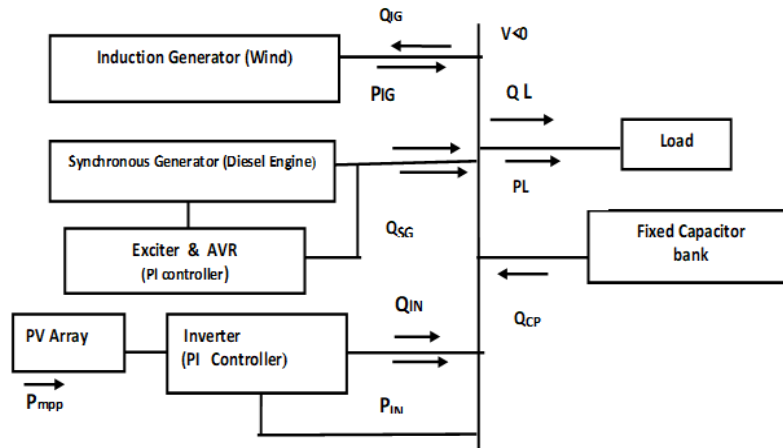 QIG
V<0
Induction Generator (Wind)
PIG
Q L
Load
Synchronous Generator (Diesel Engine)
PL
QSG
Exciter & AVR
(PI controller)
Fixed Capacitor
bank
QIN
QCP
PV Array
Inverter
(PI Controller)
Pmpp
PIN